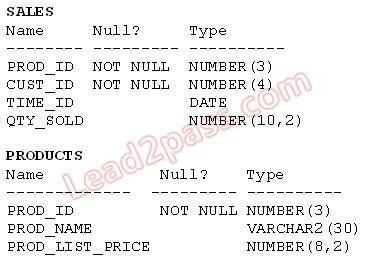 SALES
Name Null? Type
-------- ---------- ----------
PROD_ID NOT NULL NUMBER(3)
CUST_ID NOT NULL NUMBER(4)
TIME_ID DATE
QTY_SOLD NUMBER(10,2)
PRODUCTS
Name Null? Type
------------- --------- ----------
PROD_ID NOT NULL NUMBER(3)
PROD_NAME VARCHAR2(30)
PROD_LIST_PRICE NUMBER(8,2)
Lead2pass.com